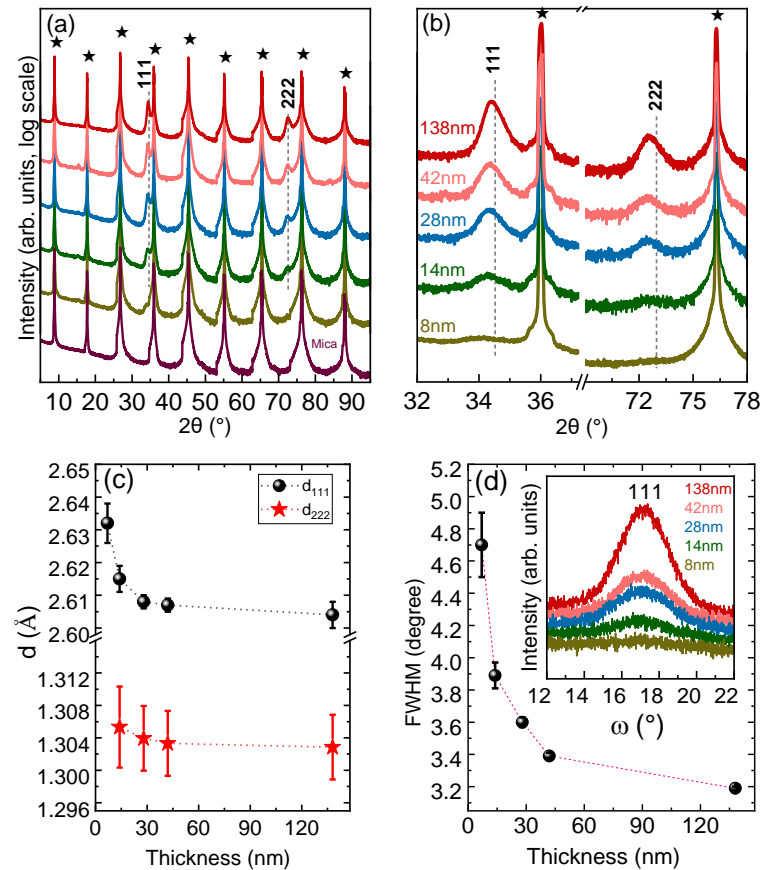 (a)
111
222
Mica
Intensity (arb. units, log scale)
10 20 30 40 50 60 70 80 90
2θ (°)
(b)
111
222
138nm
42nm
28nm
14nm
8nm
32 34 36 72 74 76 78
2θ (°)
(c)
d111
d222
2.65
2.64
2.63
2.62
2.61
2.60
1.312
1.308
1.304
1.300
1.296
d (Å)
0 30 60 90 120
Thickness (nm)
(d)
5.2
5.0
4.8
4.6
4.4
4.2
4.0
3.8
3.6
3.4
3.2
FWHM (degree)
0 30 60 90 120
Thickness (nm)
111
138nm
42nm
28nm
14nm
8nm
Intensity (arb. units)
12 14 16 18 20 22
ω (°)